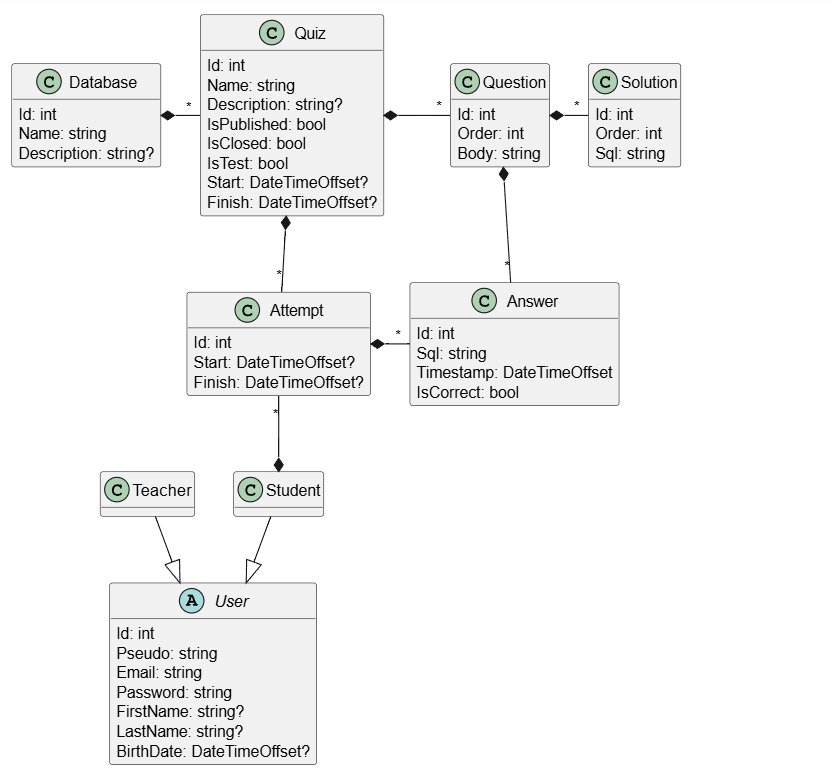 C Database
Id: int
Name: string
Description: string?
*
C Quiz
Id: int
Name: string
Description: string?
IsPublished: bool
IsClosed: bool
IsTest: bool
Start: DateTimeOffset?
Finish: DateTimeOffset?
*
C Question
Id: int
Order: int
Body: string
*
C Solution
Id: int
Order: int
Sql: string
*
*
C Attempt
Id: int
Start: DateTimeOffset?
Finish: DateTimeOffset?
*
C Answer
Id: int
Sql: string
Timestamp: DateTimeOffset
IsCorrect: bool
*
C Teacher
C Student
A User
Id: int
Pseudo: string
Email: string
Password: string
FirstName: string?
LastName: string?
BirthDate: DateTimeOffset?